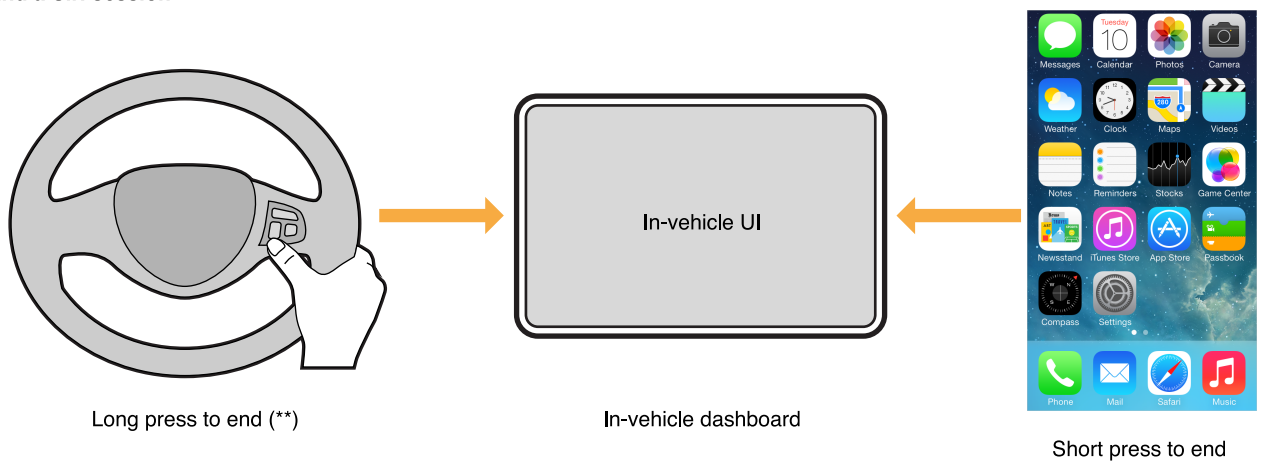 In-vehicle UI
Tuesday
10
Messages Calendar Photos Camera
280
Weather Clock Maps Videos
Notes Reminders Stocks Game Center
Newsstand iTunes Store App Store Passbook
Compass Settings
Phone Mail Safari Music
Long press to end (**)
In-vehicle dashboard
Short press to end